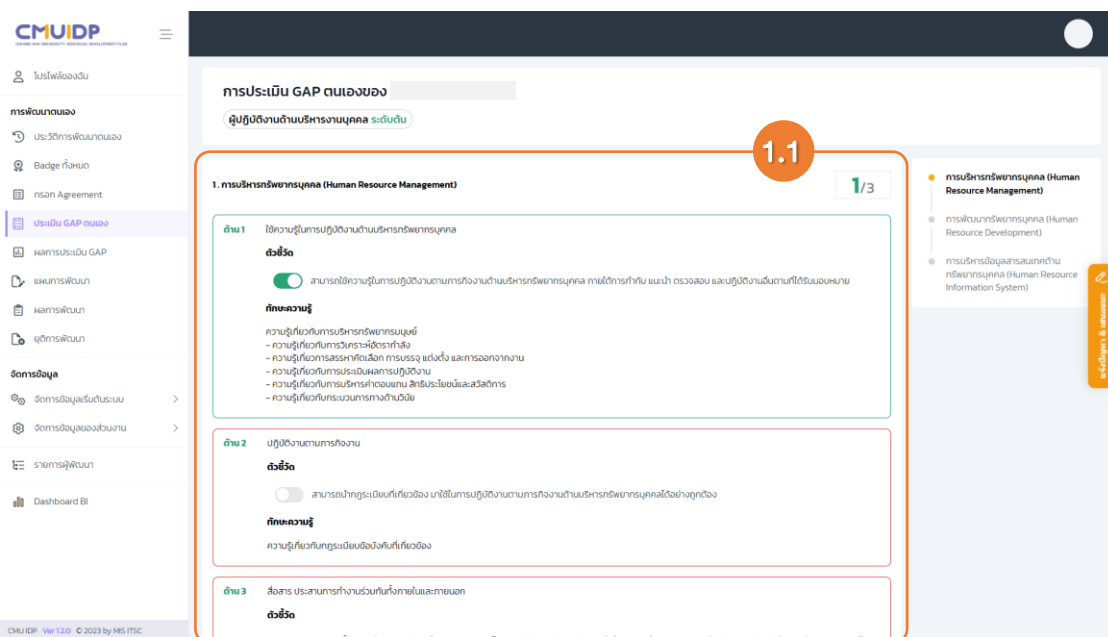 CMUIDP
CHIANG MAI UNIVERSITY INDIVIDUAL DEVELOPMENT PLAN
โปรไฟล์ของฉัน
การพัฒนาตนเอง
ประวัติการพัฒนาตนเอง
Badge ทั้งหมด
กรอก Agreement
ประเมิน GAP ตนเอง
ผลการประเมิน GAP
แผนการพัฒนา
ผลการพัฒนา
ยุติการพัฒนา
จัดการข้อมูล
จัดการข้อมูลเริ่มต้นระบบ
จัดการข้อมูลของส่วนงาน
รายการผู้พัฒนา
Dashboard BI
CMU IDP Ver 1.2.0 © 2023 by MIS ITSC
การประเมิน GAP ตนเองของ
ผู้ปฏิบัติงานด้านบริหารงานบุคคล ระดับต้น
1.1
1. การบริหารทรัพยากรบุคคล (Human Resource Management)
1/3
ด้าน 1 ใช้ความรู้ในการปฏิบัติงานด้านบริหารทรัพยากรบุคคล
ตัวชี้วัด
สามารถใช้ความรู้ในการปฏิบัติงานตามภารกิจงานด้านบริหารทรัพยากรบุคคล ภายใต้การกำกับ แนะนำ ตรวจสอบ และปฏิบัติงานอื่นตามที่ได้รับมอบหมาย
ทักษะความรู้
ความรู้เกี่ยวกับการบริหารทรัพยากรมนุษย์
- ความรู้เกี่ยวกับการวิเคราะห์อัตรากำลัง
- ความรู้เกี่ยวการสรรหาคัดเลือก การบรรจุ แต่งตั้ง และการออกจากงาน
- ความรู้เกี่ยวกับการประเมินผลการปฏิบัติงาน
- ความรู้เกี่ยวกับการบริหารค่าตอบแทน สิทธิประโยชน์และสวัสดิการ
- ความรู้เกี่ยวกับกระบวนการทางด้านวินัย
ด้าน 2 ปฏิบัติงานตามภารกิจงาน
ตัวชี้วัด
สามารถนำกฎระเบียบที่เกี่ยวข้อง มาใช้ในการปฏิบัติงานตามภารกิจงานด้านบริหารทรัพยากรบุคคลได้อย่างถูกต้อง
ทักษะความรู้
ความรู้เกี่ยวกับกฎระเบียบข้อบังคับที่เกี่ยวข้อง
ด้าน 3 สื่อสาร ประสานการทำงานร่วมกันทั้งภายในและภายนอก
ตัวชี้วัด
การบริหารทรัพยากรบุคคล (Human
Resource Management)
การพัฒนาทรัพยากรบุคคล (Human
Resource Development)
การบริหารข้อมูลสารสนเทศด้าน
ทรัพยากรบุคคล (Human Resource
Information System)
แจ้งปัญหา & เสนอแนะ